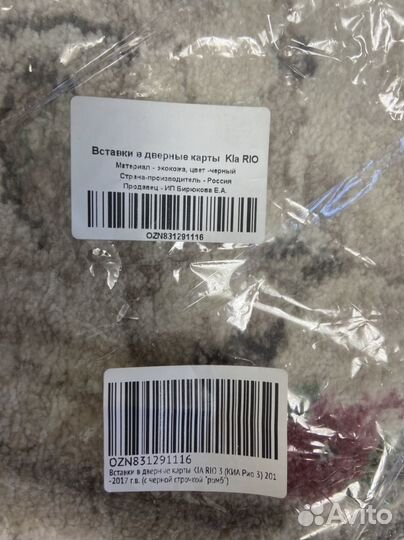 Вставки в дверные карты Kia RIO
Материал - экокожа, цвет -черный
Страна-производитель - Россия
Продавец - ИП Бирюкова Е.А.
OZN831291116
OZN831291116
Вставки в дверные карты KIA RIO 3 (КИА Рио 3) 201
-2017 г.в. (с черной строчкой "ромб")
Avito